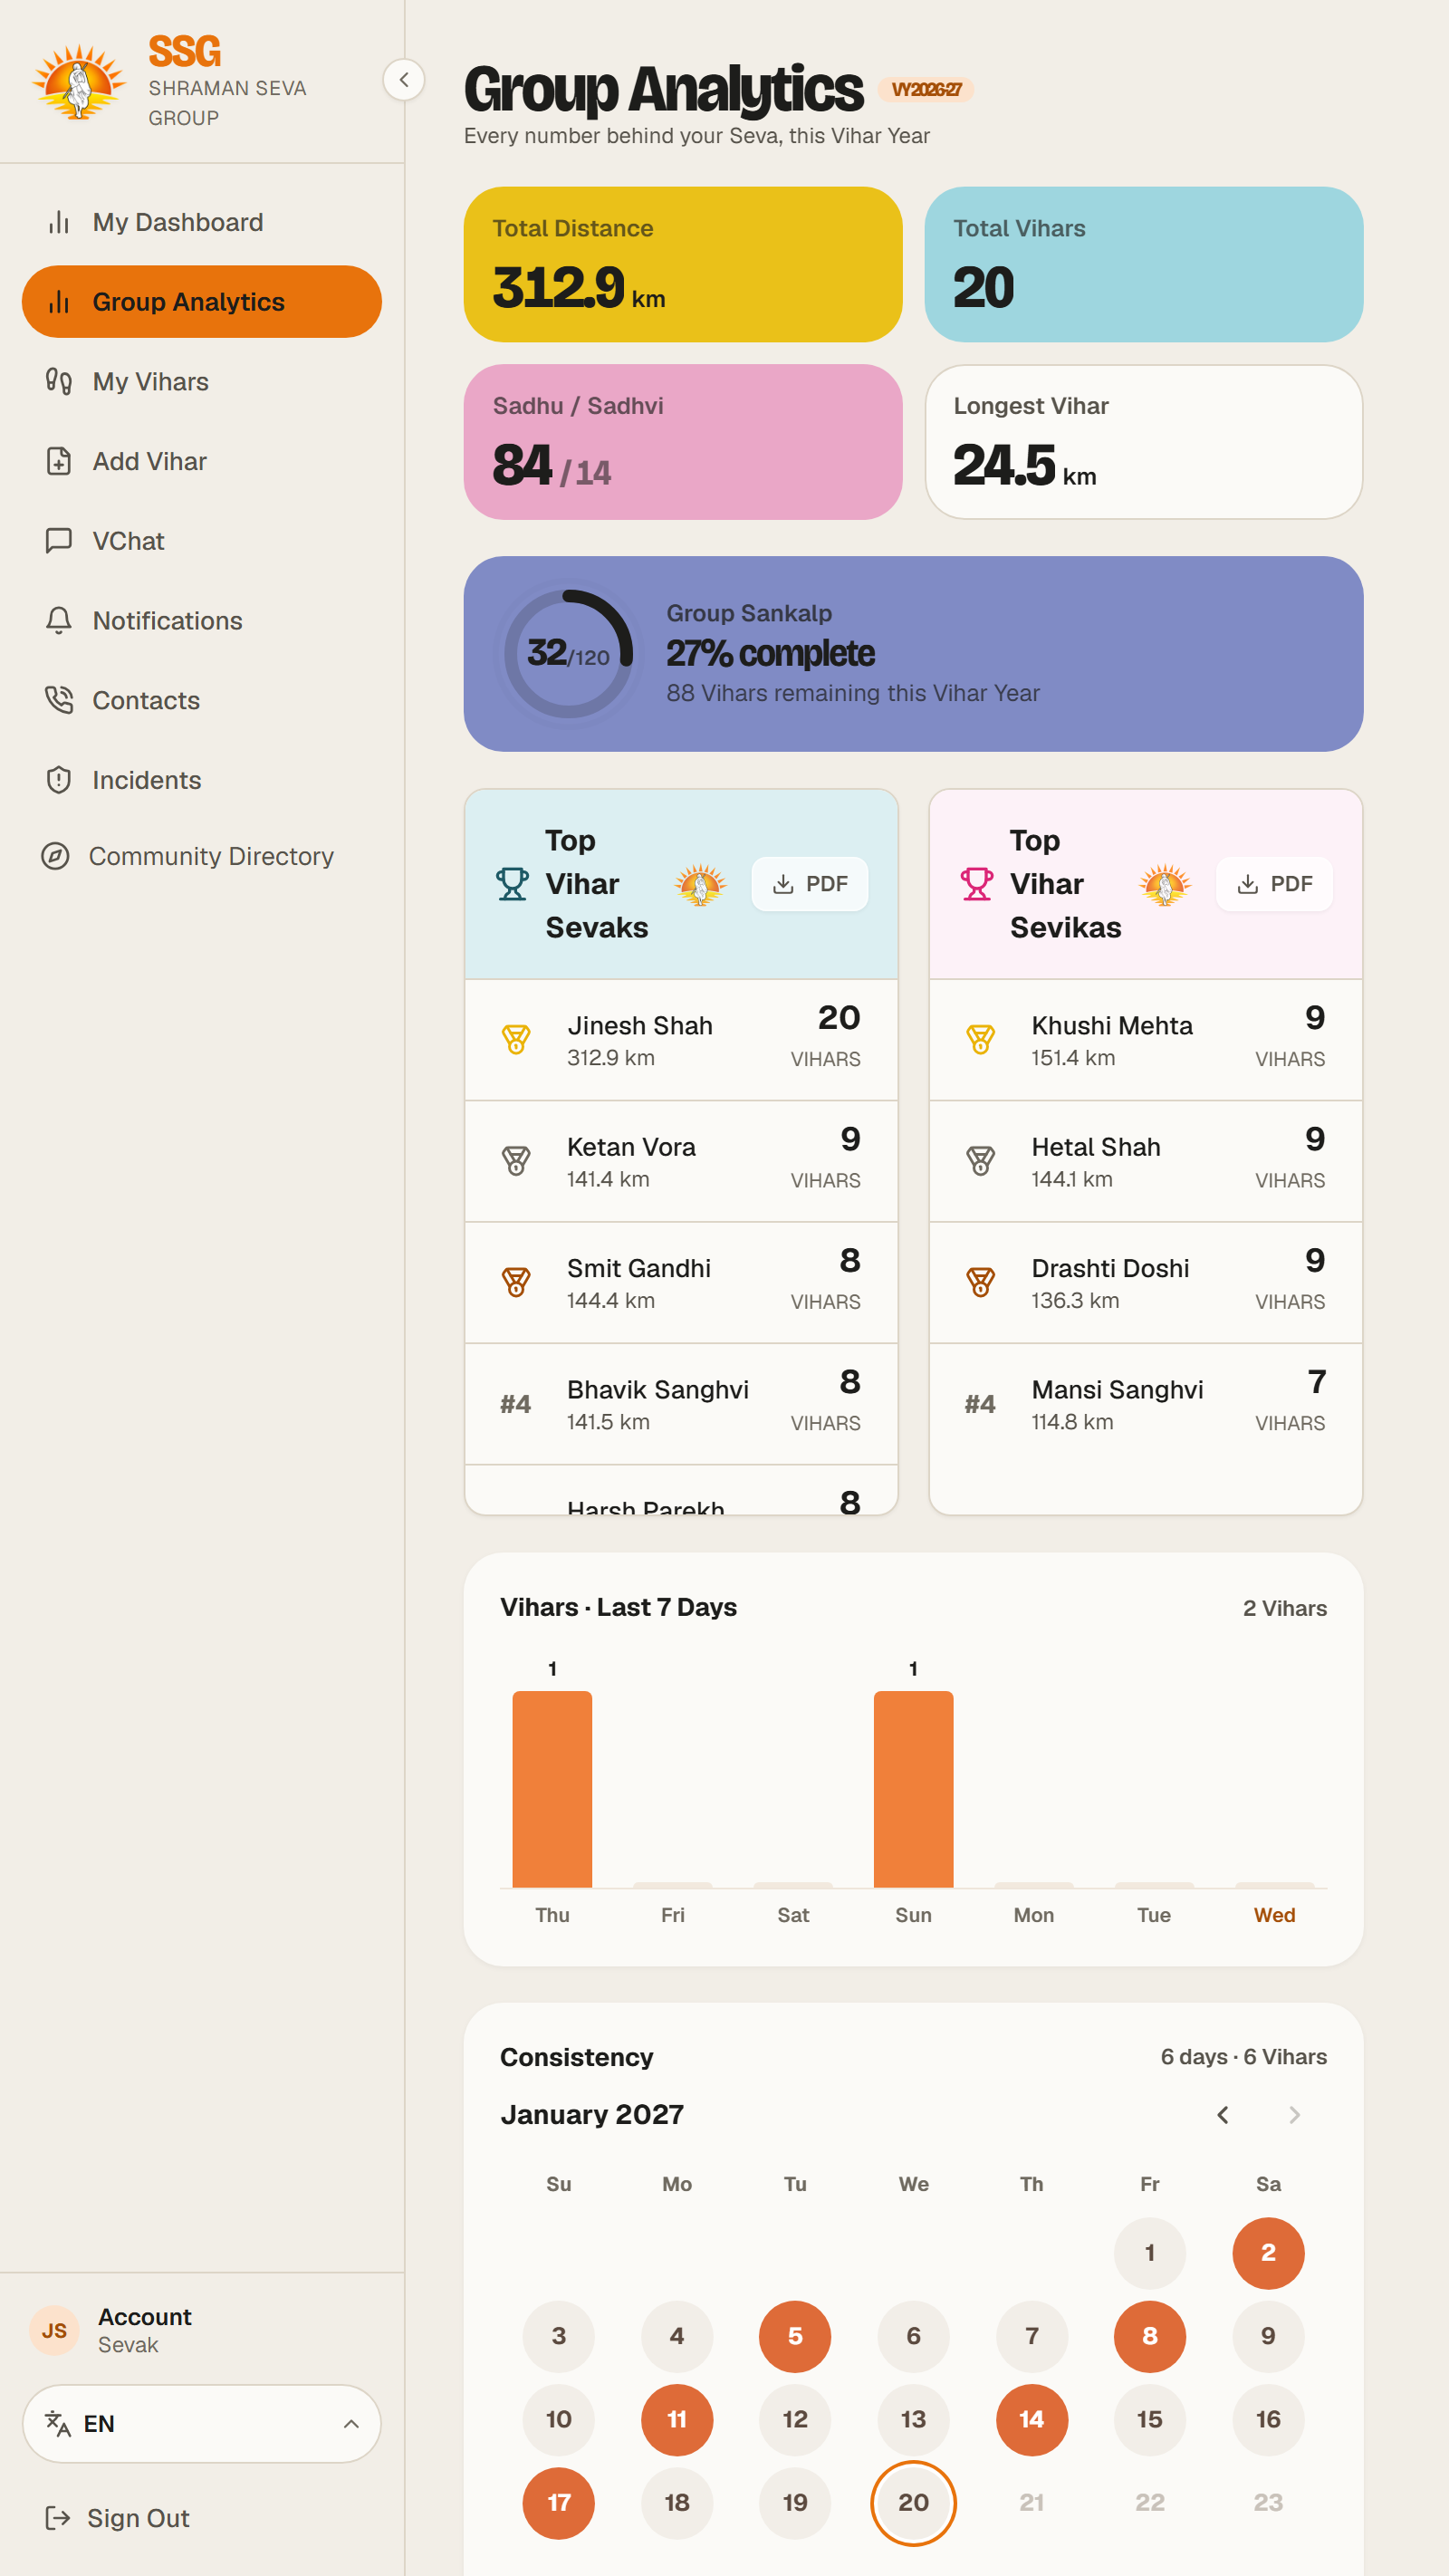 SSG
SHRAMAN SEVA
GROUP
My Dashboard
Group Analytics
My Vihars
Add Vihar
VChat
Notifications
Contacts
Incidents
Community Directory
Account
JS
Sevak
EN
Sign Out
Group Analytics VY2026-27
Every number behind your Seva, this Vihar Year
Total Distance
312.9 km
Total Vihars
20
Sadhu / Sadhvi
84 / 14
Longest Vihar
24.5 km
32/120
Group Sankalp
27% complete
88 Vihars remaining this Vihar Year
Top
Vihar
Sevaks
PDF
Jinesh Shah 20
312.9 km VIHARS
Ketan Vora 9
141.4 km VIHARS
Smit Gandhi 8
144.4 km VIHARS
#4 Bhavik Sanghvi 8
141.5 km VIHARS
Harsh Parekh 8
Top
Vihar
Sevikas
PDF
Khushi Mehta 9
151.4 km VIHARS
Hetal Shah 9
144.1 km VIHARS
Drashti Doshi 9
136.3 km VIHARS
#4 Mansi Sanghvi 7
114.8 km VIHARS
Vihars · Last 7 Days 2 Vihars
1 1
Thu Fri Sat Sun Mon Tue Wed
Consistency 6 days · 6 Vihars
January 2027
Su Mo Tu We Th Fr Sa
1 2
3 4 5 6 7 8 9
10 11 12 13 14 15 16
17 18 19 20 21 22 23